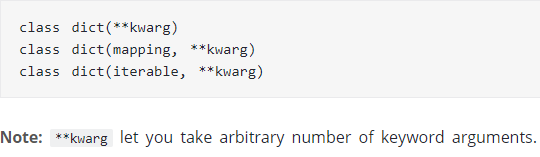 class dict(**kwarg)
class dict(mapping, **kwarg)
class dict(iterable, **kwarg)
Note: **kwarg let you take arbitrary number of keyword arguments.